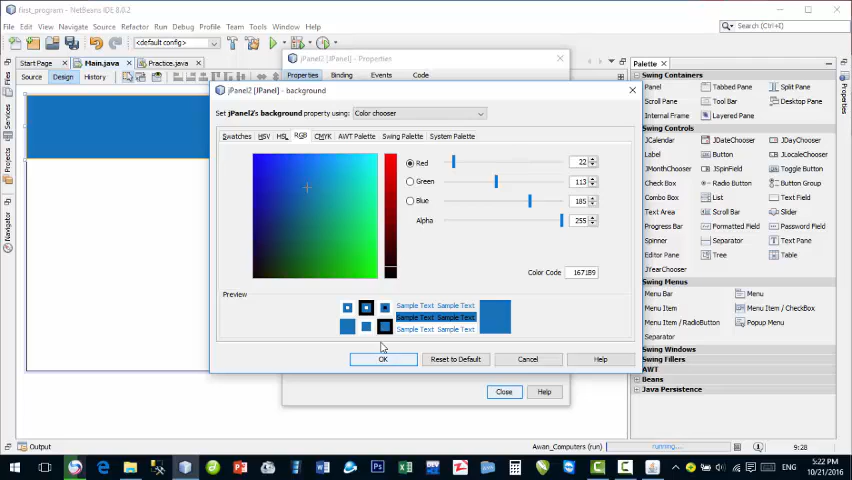 First_program - NetBeans IDE 8.0.2
File Edit View Navigate Source Refactor Run Debug Profile Team Tools Window Help
<default config>
Search (Ctrl+I)
Start Page Main.java Practice.java
Source Design History
Files
Services
Projects
Navigator
jPanel2 [JPanel] - Properties
Properties Binding Events Code
jPanel2 [JPanel] - background
Set jPanel2's background property using: Color chooser
Swatches HSV HSL RGB CMYK AWT Palette Swing Palette System Palette
Red 22
Green 113
Blue 185
Alpha 255
Color Code 1671B9
Preview
Sample Text Sample Text
Sample Text Sample Text
Sample Text Sample Text
OK Reset to Default Cancel Help
Close Help
Palette
Swing Containers
Panel Tabbed Pane Split Pane
Scroll Pane Tool Bar Desktop Pane
Internal Frame Layered Pane
Swing Controls
JCalendar JDateChooser JDayChooser
Label JMonthChooser JLocaleChooser
JMonthChooser JSpinField Toggle Button
Check Box Radio Button Button Group
Combo Box List Text Field
Text Area Scroll Bar Slider
Progress Bar Formatted Field Password Field
Spinner Separator Text Pane
Editor Pane Tree Table
JYearChooser
Swing Menus
Menu Bar Menu
Menu Item Menu Item / CheckBox
Menu Item / RadioButton Popup Menu
Separator
Swing Fillers
AWT
Beans
Java Persistence
Properties
Output
Awan_Computers (run) running... 9:28
ENG 5:22 PM
10/21/2016